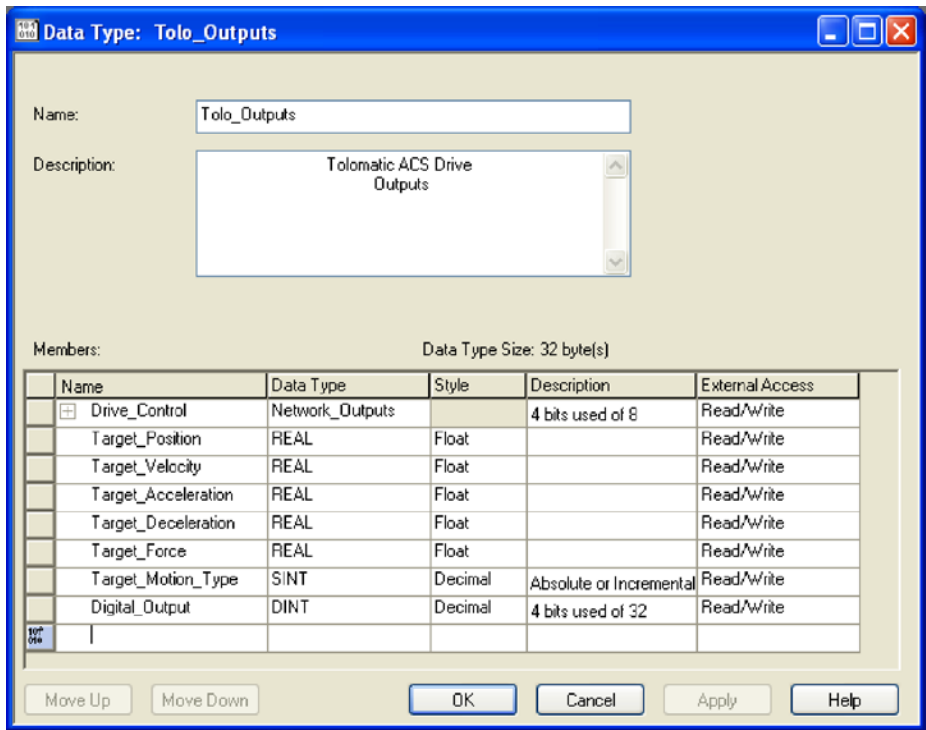 Data Type: Tolo_Outputs
Name: Tolo_Outputs
Description: Tolomatic ACS Drive
Outputs
Members: Data Type Size: 32 byte(s)
Name Data Type Style Description External Access
Drive_Control Network_Outputs 4 bits used of 8 Read/Write
Target_Position REAL Float Read/Write
Target_Velocity REAL Float Read/Write
Target_Acceleration REAL Float Read/Write
Target_Deceleration REAL Float Read/Write
Target_Force REAL Float Read/Write
Target_Motion_Type SINT Decimal Absolute or Incremental Read/Write
Digital_Output DINT Decimal 4 bits used of 32 Read/Write
Move Up Move Down OK Cancel Apply Help